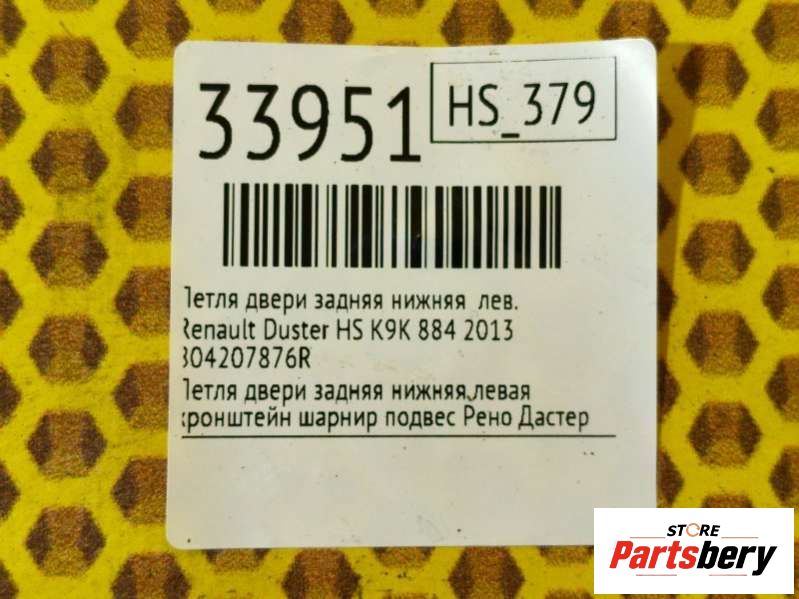 33951
HS_379
Петля двери задняя нижняя лев.
Renault Duster HS K9K 884 2013
804207876R
Петля двери задняя нижняя левая
кронштейн шарнир подвес Рено Дастер
STORE
Partsbery